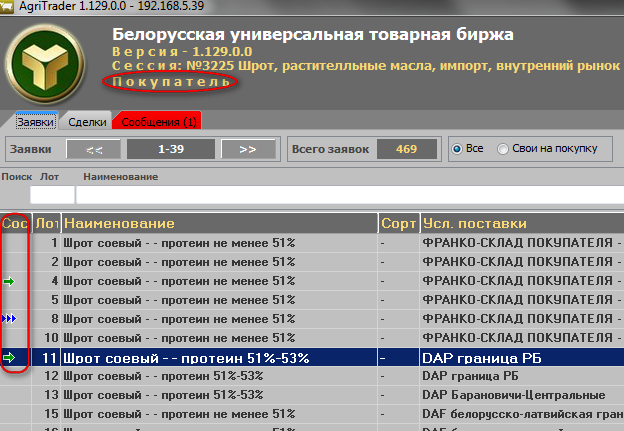 AgriTrader 1.129.0.0 - 192.168.5.39
Белорусская универсальная товарная биржа
Версия - 1.129.0.0
Сессия: №3225 Шрот, растителльные масла, импорт, внутренний рынок
Покупатель
Заявки Сделки Сообщения (1)
Заявки << 1-39 >> Всего заявок 469 Все Свои на покупку
Поиск Лот Наименование
Сос Лот Наименование Сорт Усл. поставки
1 Шрот соевый - - протеин не менее 51% - ФРАНКО-СКЛАД ПОКУПАТЕЛЯ -
2 Шрот соевый - - протеин не менее 51% - ФРАНКО-СКЛАД ПОКУПАТЕЛЯ -
4 Шрот соевый - - протеин не менее 51% - ФРАНКО-СКЛАД ПОКУПАТЕЛЯ -
5 Шрот соевый - - протеин не менее 51% - ФРАНКО-СКЛАД ПОКУПАТЕЛЯ -
8 Шрот соевый - - протеин не менее 51% - ФРАНКО-СКЛАД ПОКУПАТЕЛЯ -
10 Шрот соевый - - протеин не менее 51% - ФРАНКО-СКЛАД ПОКУПАТЕЛЯ -
11 Шрот соевый - - протеин 51%-53% - DAP граница РБ
12 Шрот соевый - - протеин 51%-53% - DAP граница РБ
13 Шрот соевый - - протеин 51%-53% - DAP Барановичи-Центральные
15 Шрот соевый - - протеин не менее 51% - DAF белорусско-латвийская гран